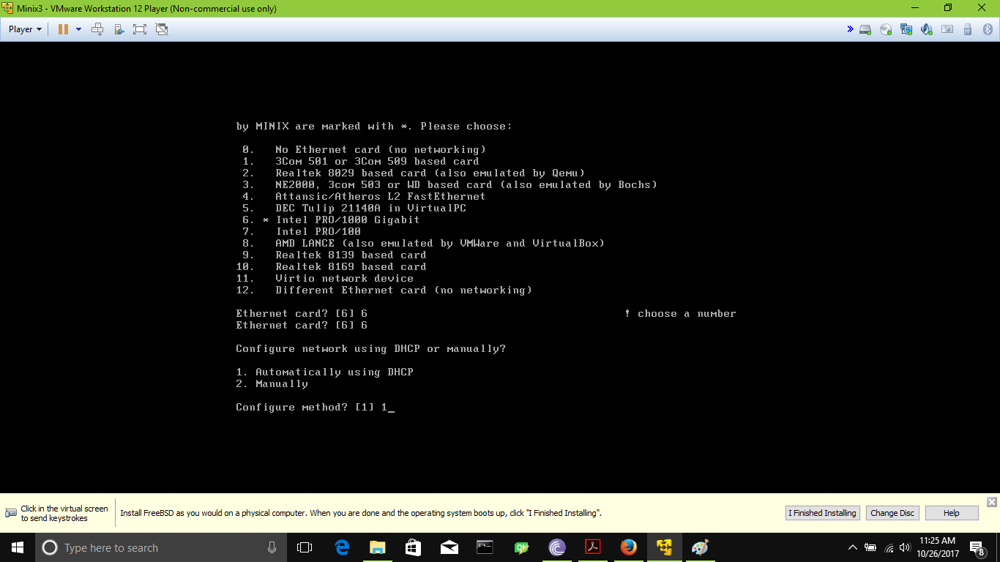 Minix3 - VMware Workstation 12 Player (Non-commercial use only)
Player
by MINIX are marked with *. Please choose:
0. No Ethernet card (no networking)
1. 3Com 501 or 3Com 509 based card
2. Realtek 8029 based card (also emulated by Qemu)
3. NE2000, 3com 503 or WD based card (also emulated by Bochs)
4. Attansic/Atheros L2 FastEthernet
5. DEC Tulip 21140A in VirtualPC
6. * Intel PRO/1000 Gigabit
7. Intel PRO/100
8. AMD LANCE (also emulated by VMWare and VirtualBox)
9. Realtek 8139 based card
10. Realtek 8169 based card
11. Virtio network device
12. Different Ethernet card (no networking)
Ethernet card? [6] 6 ! choose a number
Ethernet card? [6] 6
Configure network using DHCP or manually?
1. Automatically using DHCP
2. Manually
Configure method? [1] 1_
Click in the virtual screen
to send keystrokes
Install FreeBSD as you would on a physical computer. When you are done and the operating system boots up, click "I Finished Installing".
I Finished Installing
Change Disc
Help
Type here to search
11:25 AM
10/26/2017
8